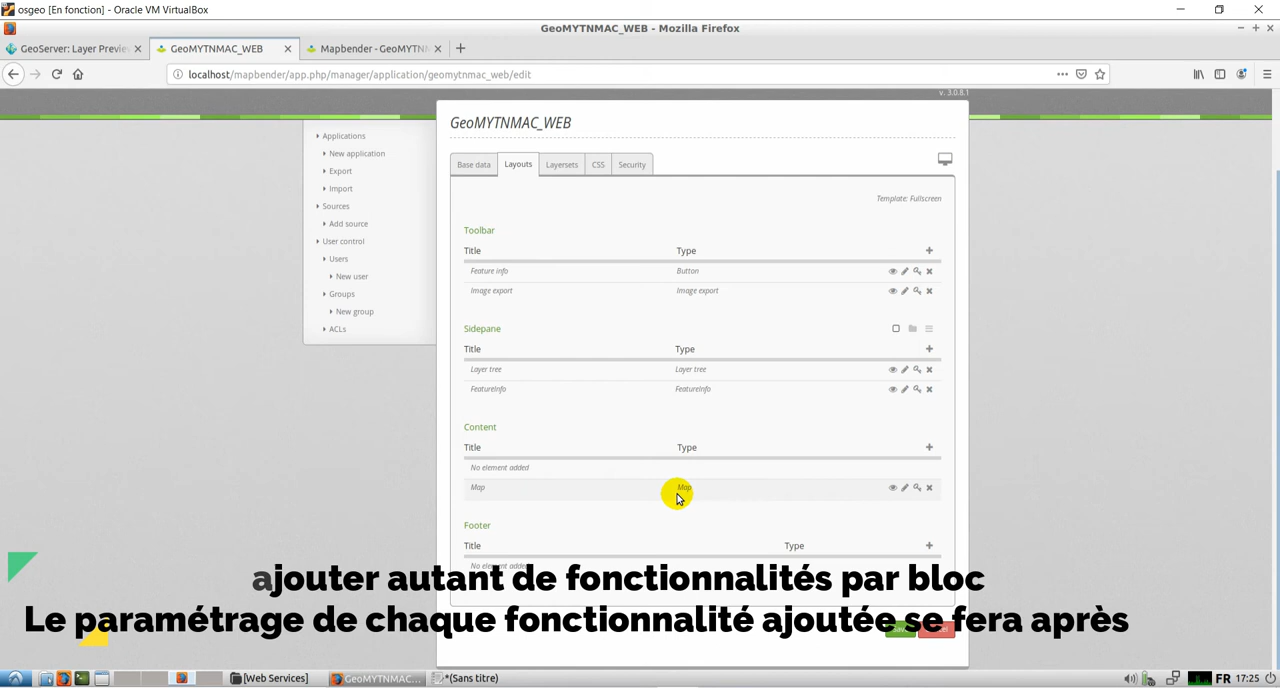 osgeo [En fonction] - Oracle VM VirtualBox
GeoMYTNMAC_WEB - Mozilla Firefox
GeoServer: Layer Previe
GeoMYTNMAC_WEB
Mapbender - GeoMYTN
localhost/mapbender/app.php/manager/application/geomytnmac_web/edit
v. 3.0.8.1
Applications
New application
Export
Import
Sources
Add source
User control
Users
New user
Groups
New group
ACLs
GeoMYTNMAC_WEB
Base data
Layouts
Layersets
CSS
Security
Template: Fullscreen
Toolbar
Title Type
Feature info Button
Image export Image export
Sidepane
Title Type
Layer tree Layer tree
FeatureInfo FeatureInfo
Content
Title Type
No element added
Map Map
Footer
Title Type
No element added
ajouter autant de fonctionnalités par bloc
Le paramétrage de chaque fonctionnalité ajoutée se fera après
[Web Services]
GeoMYTNMAC...
*(Sans titre)
FR 17:25